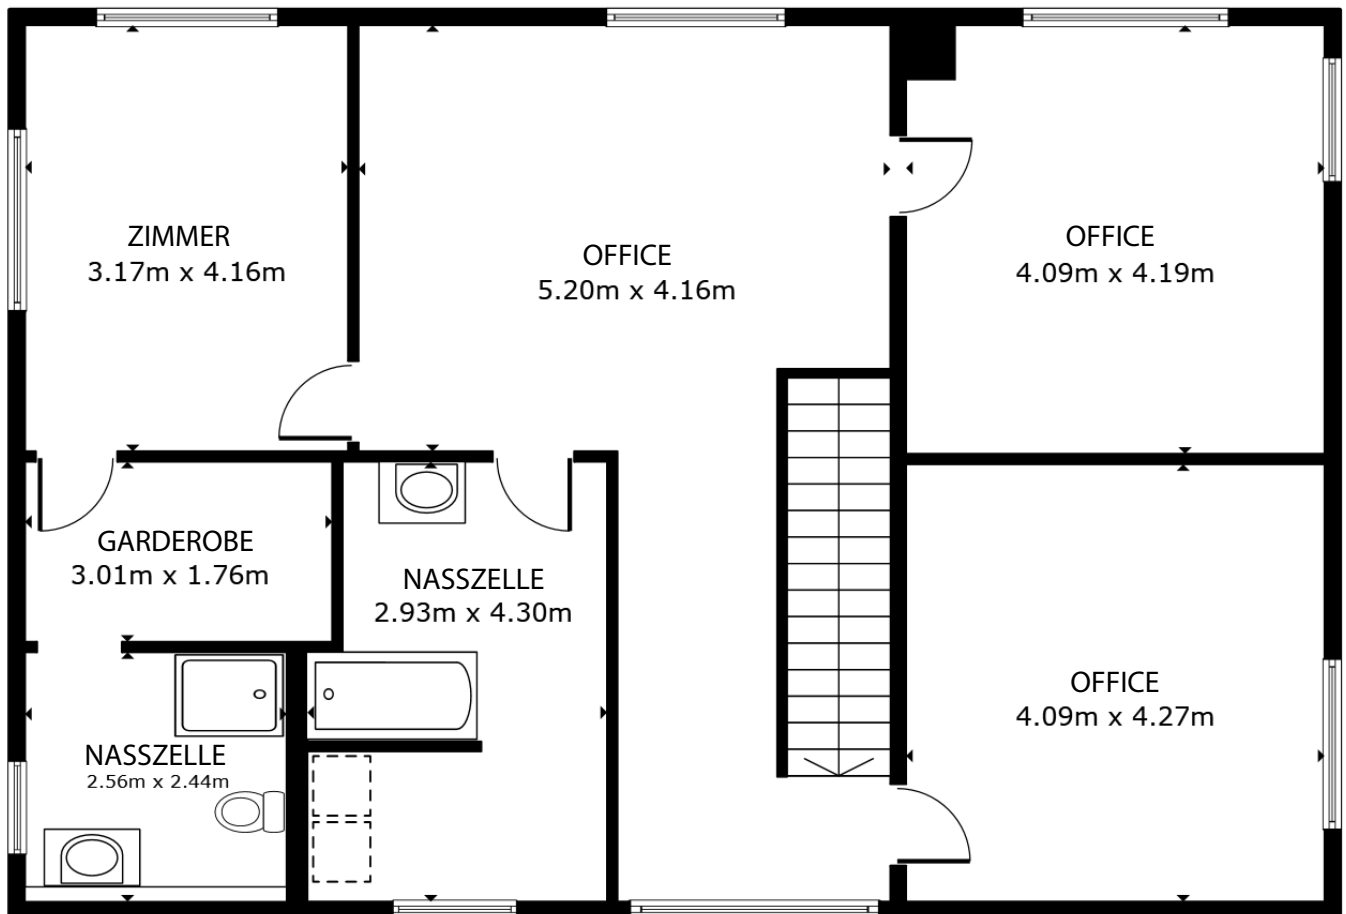 ZIMMER
3.17m x 4.16m
OFFICE
5.20m x 4.16m
OFFICE
4.09m x 4.19m
GARDEROBE
3.01m x 1.76m
NASSZELLE
2.93m x 4.30m
OFFICE
4.09m x 4.27m
NASSZELLE
2.56m x 2.44m